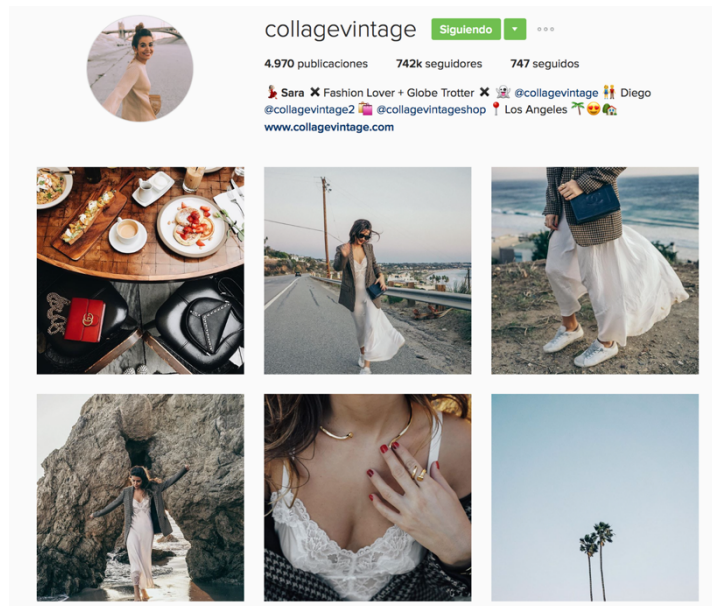 collagevintage Siguiendo
4.970 publicaciones 742k seguidores 747 seguidos
💃 Sara ✖ Fashion Lover + Globe Trotter ✖ 👻 @collagevintage 👫 Diego
@collagevintage2 🛍 @collagevintageshop 📍 Los Angeles 🌴😍🏡
www.collagevintage.com